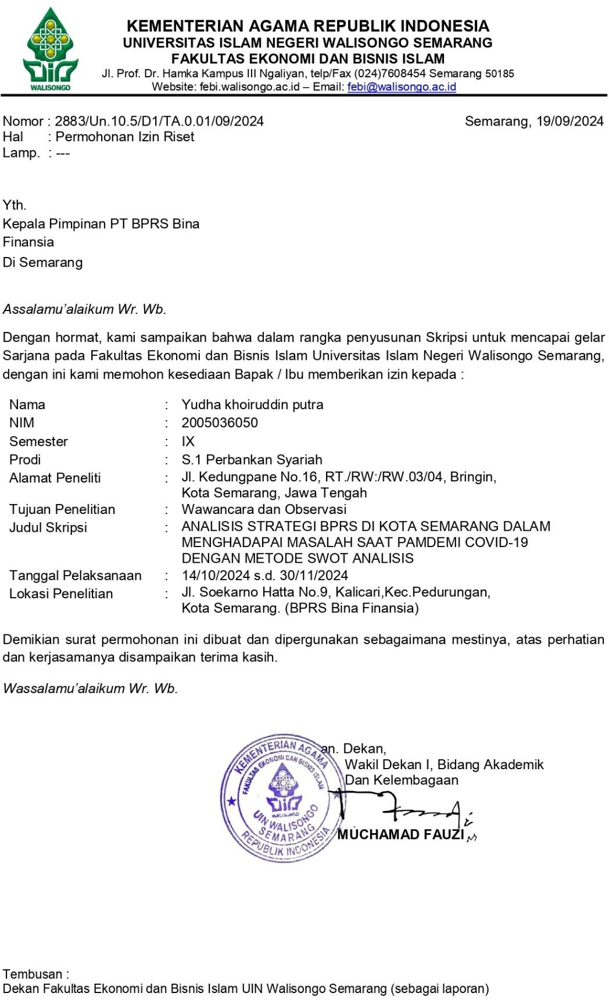 WALISONGO
KEMENTERIAN AGAMA REPUBLIK INDONESIA
UNIVERSITAS ISLAM NEGERI WALISONGO SEMARANG
FAKULTAS EKONOMI DAN BISNIS ISLAM
Jl. Prof. Dr. Hamka Kampus III Ngaliyan, telp/Fax (024)7608454 Semarang 50185
Website: febi.walisongo.ac.id – Email: febi@walisongo.ac.id
Nomor : 2883/Un.10.5/D1/TA.0.01/09/2024 Semarang, 19/09/2024
Hal : Permohonan Izin Riset
Lamp. : ---
Yth.
Kepala Pimpinan PT BPRS Bina
Finansia
Di Semarang
Assalamu’alaikum Wr. Wb.
Dengan hormat, kami sampaikan bahwa dalam rangka penyusunan Skripsi untuk mencapai gelar
Sarjana pada Fakultas Ekonomi dan Bisnis Islam Universitas Islam Negeri Walisongo Semarang,
dengan ini kami memohon kesediaan Bapak / Ibu memberikan izin kepada :
Nama : Yudha khoiruddin putra
NIM : 2005036050
Semester : IX
Prodi : S.1 Perbankan Syariah
Alamat Peneliti : Jl. Kedungpane No.16, RT./RW:/RW.03/04, Bringin,
Kota Semarang, Jawa Tengah
Tujuan Penelitian : Wawancara dan Observasi
Judul Skripsi : ANALISIS STRATEGI BPRS DI KOTA SEMARANG DALAM
MENGHADAPAI MASALAH SAAT PAMDEMI COVID-19
DENGAN METODE SWOT ANALISIS
Tanggal Pelaksanaan : 14/10/2024 s.d. 30/11/2024
Lokasi Penelitian : Jl. Soekarno Hatta No.9, Kalicari,Kec.Pedurungan,
Kota Semarang. (BPRS Bina Finansia)
Demikian surat permohonan ini dibuat dan dipergunakan sebagaimana mestinya, atas perhatian
dan kerjasamanya disampaikan terima kasih.
Wassalamu’alaikum Wr. Wb.
an. Dekan,
Wakil Dekan I, Bidang Akademik
Dan Kelembagaan
KEMENTERIAN AGAMA
FAKULTAS EKONOMI DAN BISNIS ISLAM
WALISONGO
UIN WALISONGO
SEMARANG
REPUBLIK INDONESIA
MUCHAMAD FAUZI
Tembusan :
Dekan Fakultas Ekonomi dan Bisnis Islam UIN Walisongo Semarang (sebagai laporan)